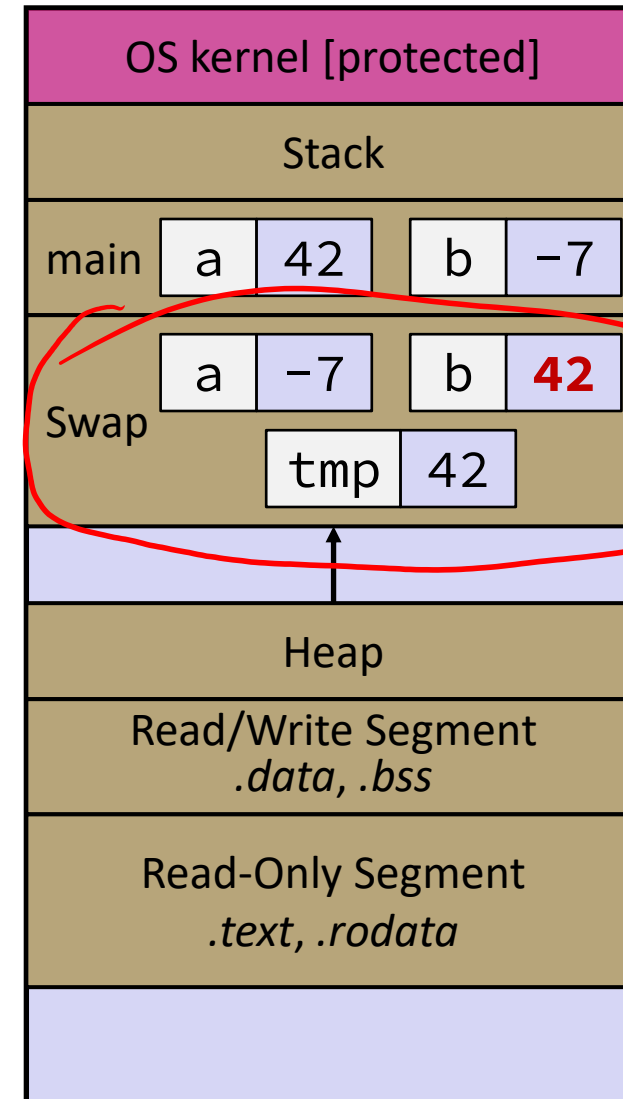 OS kernel [protected]
Stack
main a 42 b -7
a -7 b 42
Swap
tmp 42
Heap
Read/Write Segment
.data, .bss
Read-Only Segment
.text, .rodata